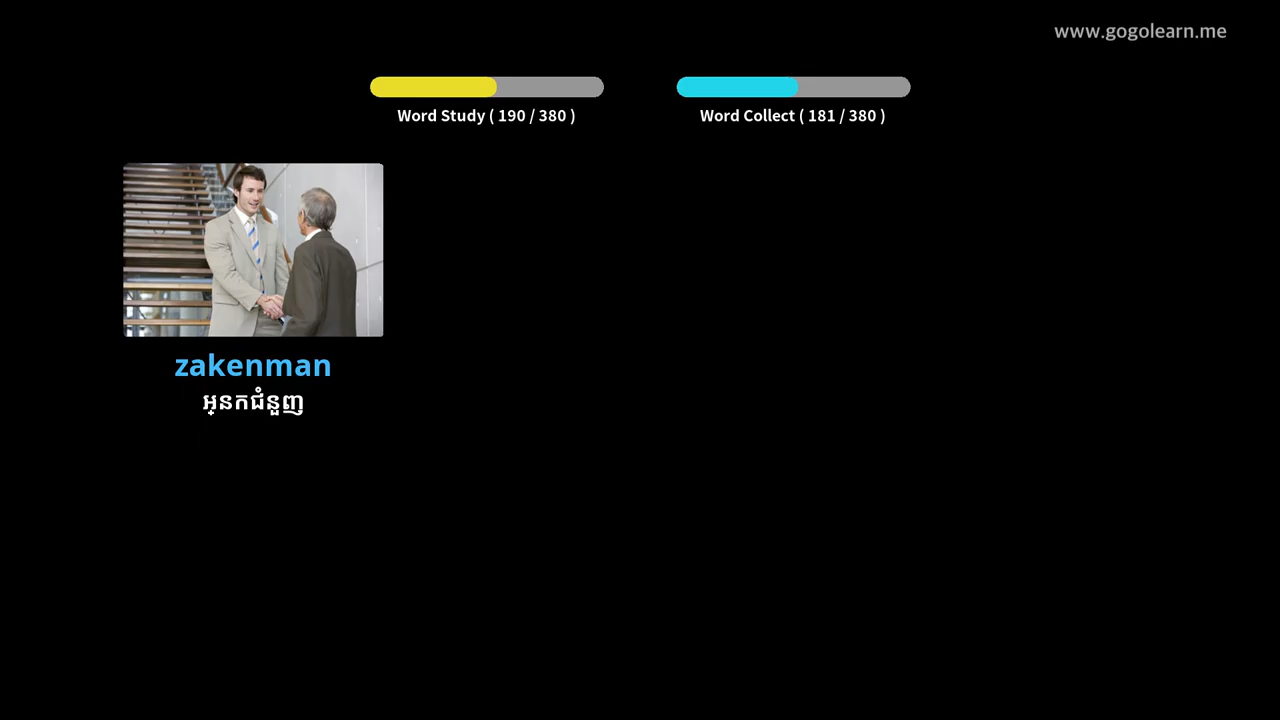 www.gogolearn.me
Word Study ( 190 / 380 )
Word Collect ( 181 / 380 )
zakenman
អ្នកជំនួញ